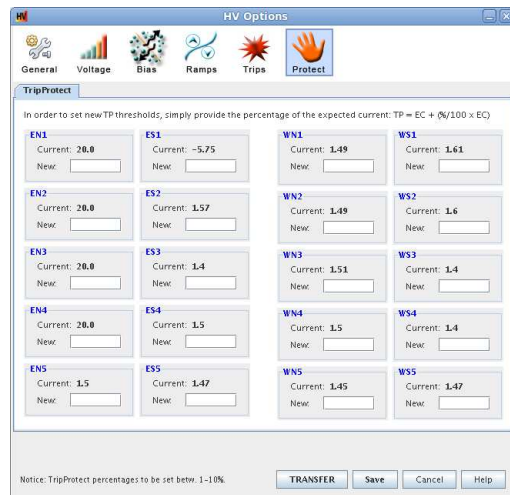 HV
HV Options
General Voltage Bias Ramps Trips Protect
TripProtect
In order to set new TP thresholds, simply provide the percentage of the expected current: TP = EC + (%/100 x EC)
EN1 ES1 WN1 WS1
Current: 20.0 Current: -5.75 Current: 1.49 Current: 1.61
New: New: New: New:
EN2 ES2 WN2 WS2
Current: 20.0 Current: 1.57 Current: 1.49 Current: 1.6
New: New: New: New:
EN3 ES3 WN3 WS3
Current: 20.0 Current: 1.4 Current: 1.51 Current: 1.4
New: New: New: New:
EN4 ES4 WN4 WS4
Current: 20.0 Current: 1.5 Current: 1.5 Current: 1.4
New: New: New: New:
EN5 ES5 WN5 WS5
Current: 1.5 Current: 1.47 Current: 1.45 Current: 1.47
New: New: New: New:
Notice: TripProtect percentages to be set betw. 1-10%. TRANSFER Save Cancel Help